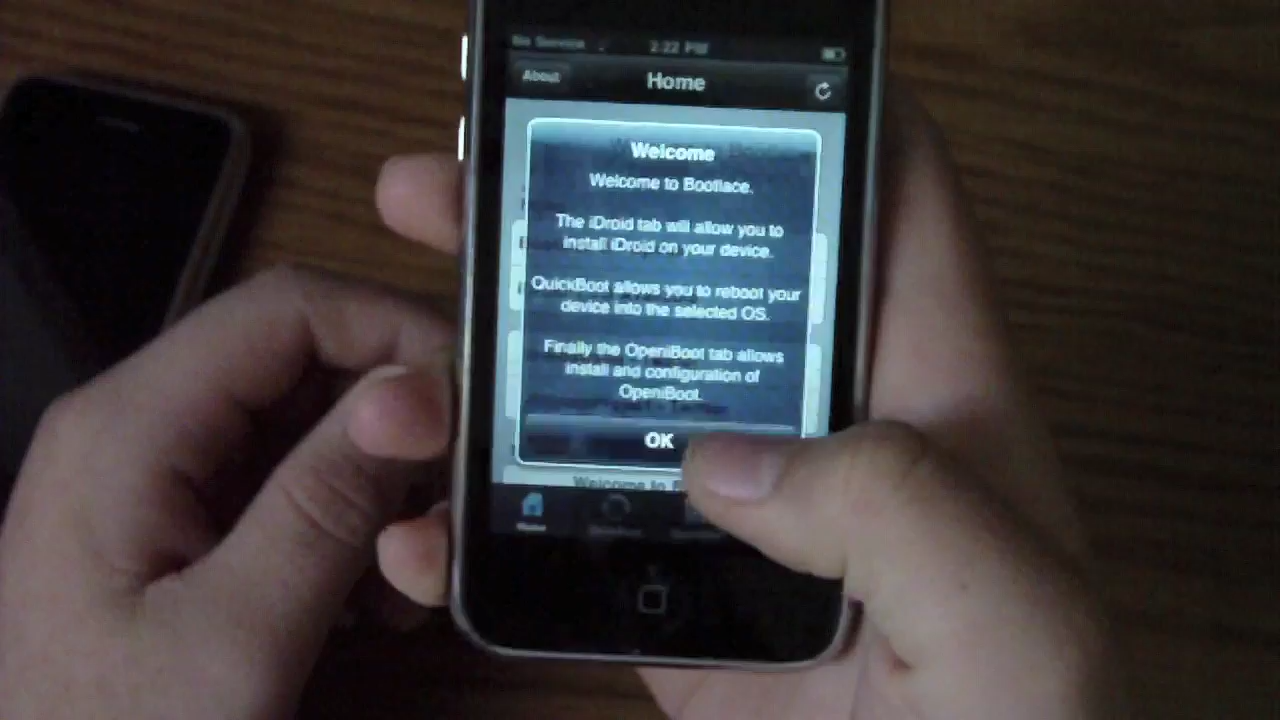 No Service
2:22 PM
About
Home
Welcome
Welcome to Bootlace.
The iDroid tab will allow you to
install iDroid on your device.
QuickBoot allows you to reboot your
device into the selected OS.
Finally the OpeniBoot tab allows
install and configuration of
OpeniBoot.
OK
Welcome to
Home